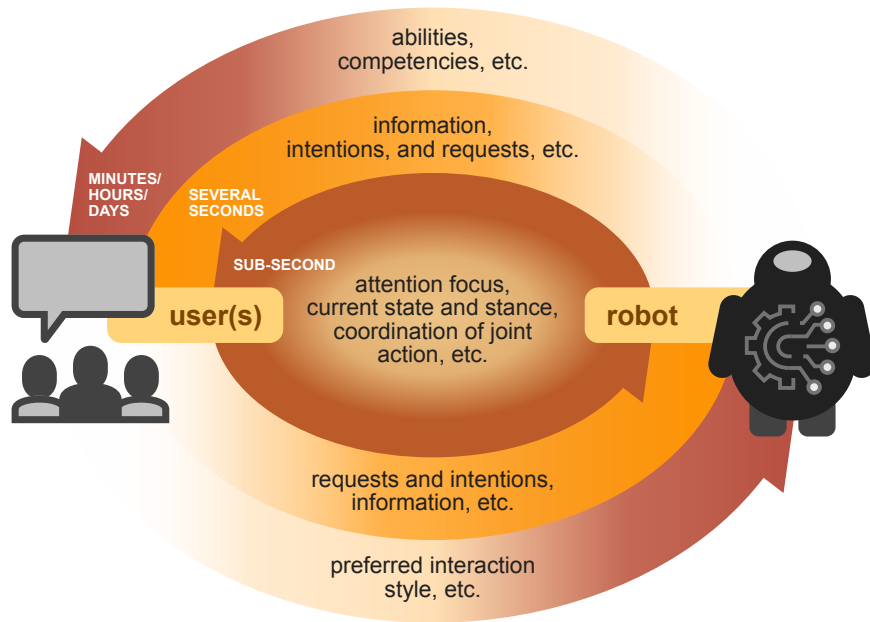 abilities,
competencies, etc.
information,
intentions, and requests, etc.
MINUTES/
HOURS/
DAYS
SEVERAL
SECONDS
SUB-SECOND
attention focus,
current state and stance,
coordination of joint
action, etc.
user(s)
robot
requests and intentions,
information, etc.
preferred interaction
style, etc.